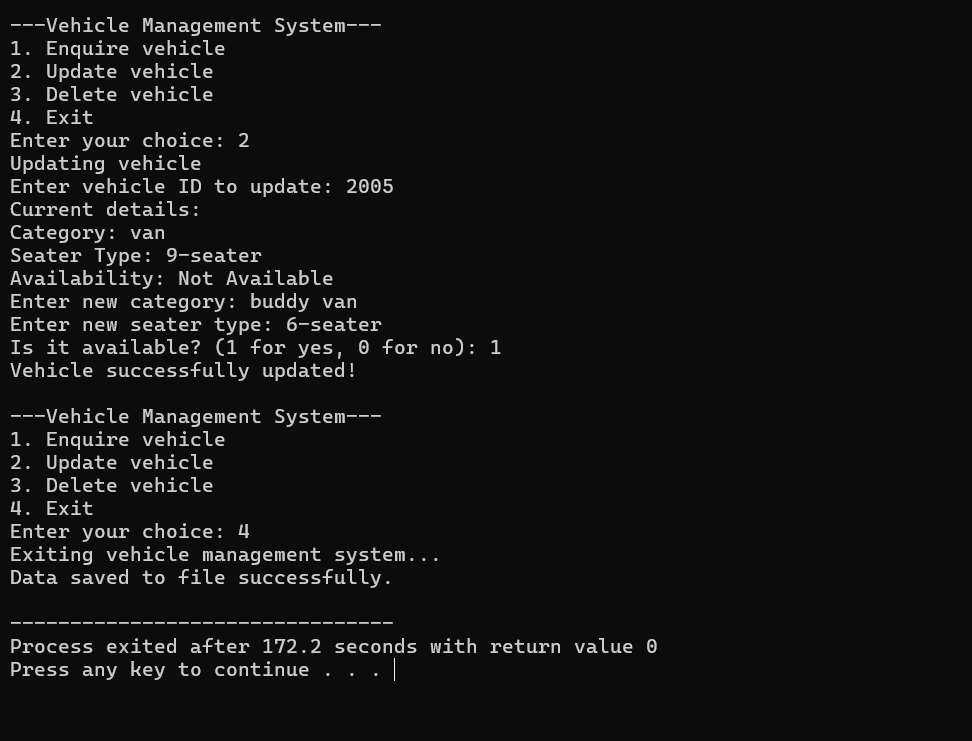 ---Vehicle Management System---
1. Enquire vehicle
2. Update vehicle
3. Delete vehicle
4. Exit
Enter your choice: 2
Updating vehicle
Enter vehicle ID to update: 2005
Current details:
Category: van
Seater Type: 9-seater
Availability: Not Available
Enter new category: buddy van
Enter new seater type: 6-seater
Is it available? (1 for yes, 0 for no): 1
Vehicle successfully updated!

---Vehicle Management System---
1. Enquire vehicle
2. Update vehicle
3. Delete vehicle
4. Exit
Enter your choice: 4
Exiting vehicle management system...
Data saved to file successfully.

--------------------------------
Process exited after 172.2 seconds with return value 0
Press any key to continue . . .